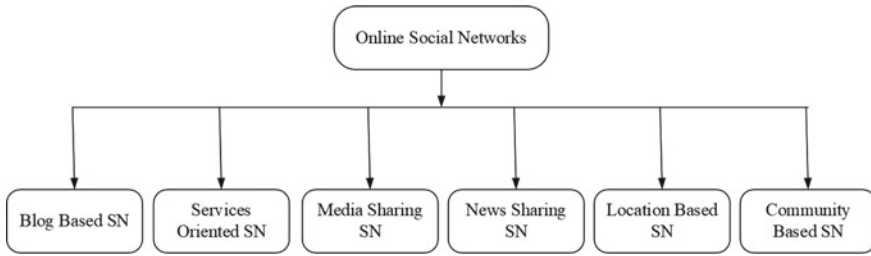 Online Social Networks
Blog Based SN
Services
Oriented SN
Media Sharing
SN
News Sharing
SN
Location Based
SN
Community
Based SN